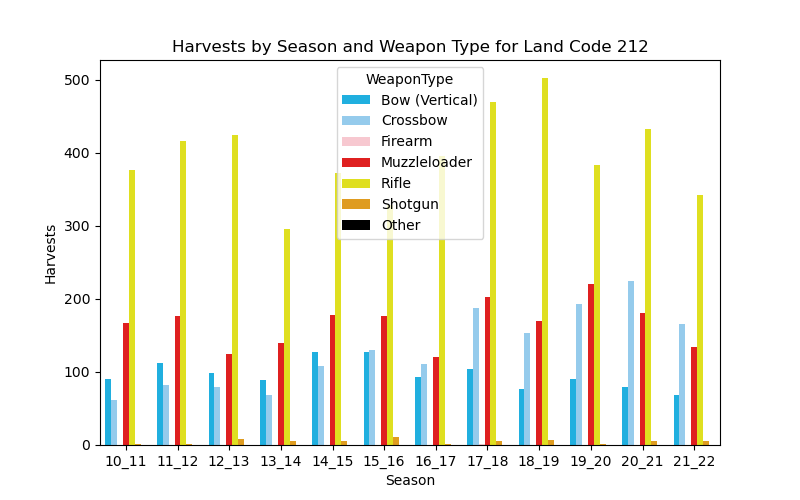 Harvests by Season and Weapon Type for Land Code 212
500
400
300
200
100
0
Harvests
WeaponType
Bow (Vertical)
Crossbow
Firearm
Muzzleloader
Rifle
Shotgun
Other
10_11 11_12 12_13 13_14 14_15 15_16 16_17 17_18 18_19 19_20 20_21 21_22
Season